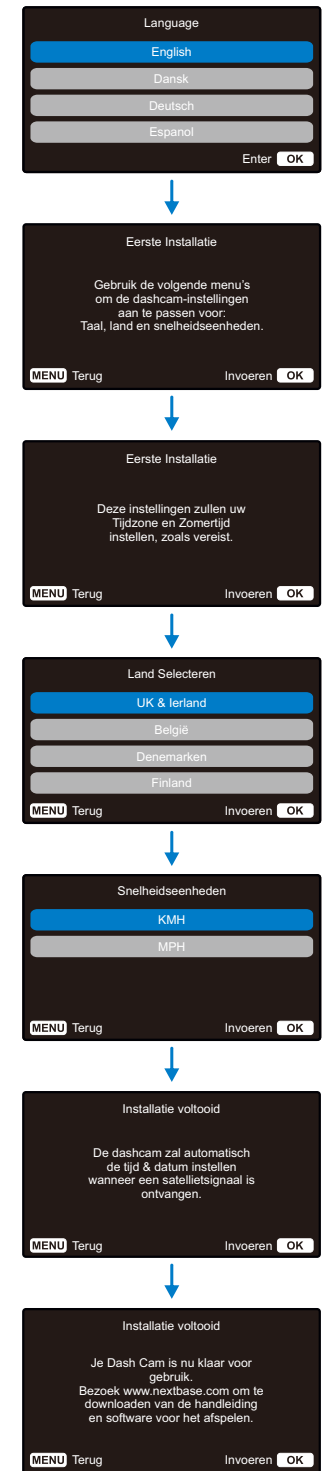 Language
English
Dansk
Deutsch
Espanol
Enter OK
Eerste Installatie
Gebruik de volgende menu's
om de dashcam-instellingen
aan te passen voor:
Taal, land en snelheidseenheden.
MENU Terug Invoeren OK
Eerste Installatie
Deze instellingen zullen uw
Tijdzone en Zomertijd
instellen, zoals vereist.
MENU Terug Invoeren OK
Land Selecteren
UK & Ierland
België
Denemarken
Finland
MENU Terug Invoeren OK
Snelheidseenheden
KMH
MPH
MENU Terug Invoeren OK
Installatie voltooid
De dashcam zal automatisch
de tijd & datum instellen
wanneer een satellietsignaal is
ontvangen.
MENU Terug Invoeren OK
Installatie voltooid
Je Dash Cam is nu klaar voor
gebruik.
Bezoek www.nextbase.com om te
downloaden van de handleiding
en software voor het afspelen.
MENU Terug Invoeren OK